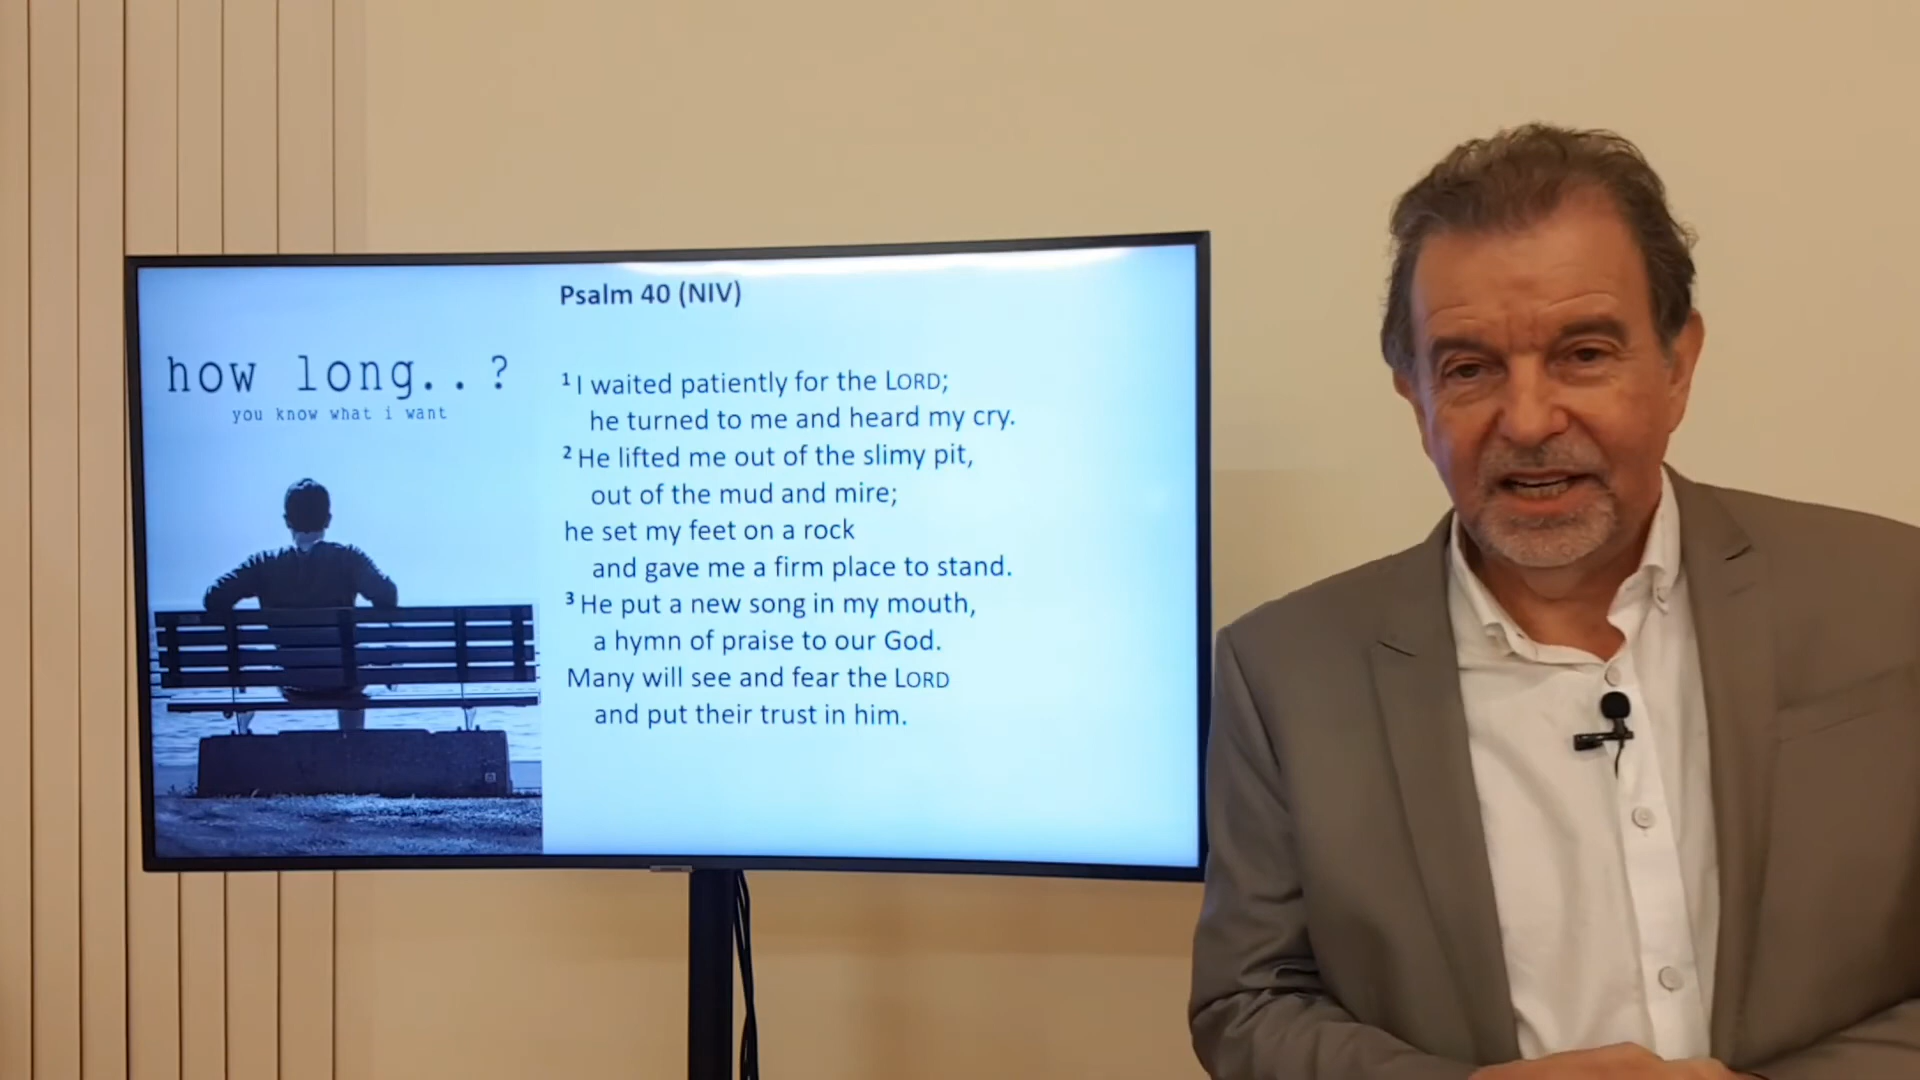 how long..?
you know what i want
Psalm 40 (NIV)
1 I waited patiently for the LORD;
he turned to me and heard my cry.
2 He lifted me out of the slimy pit,
out of the mud and mire;
he set my feet on a rock
and gave me a firm place to stand.
3 He put a new song in my mouth,
a hymn of praise to our God.
Many will see and fear the LORD
and put their trust in him.